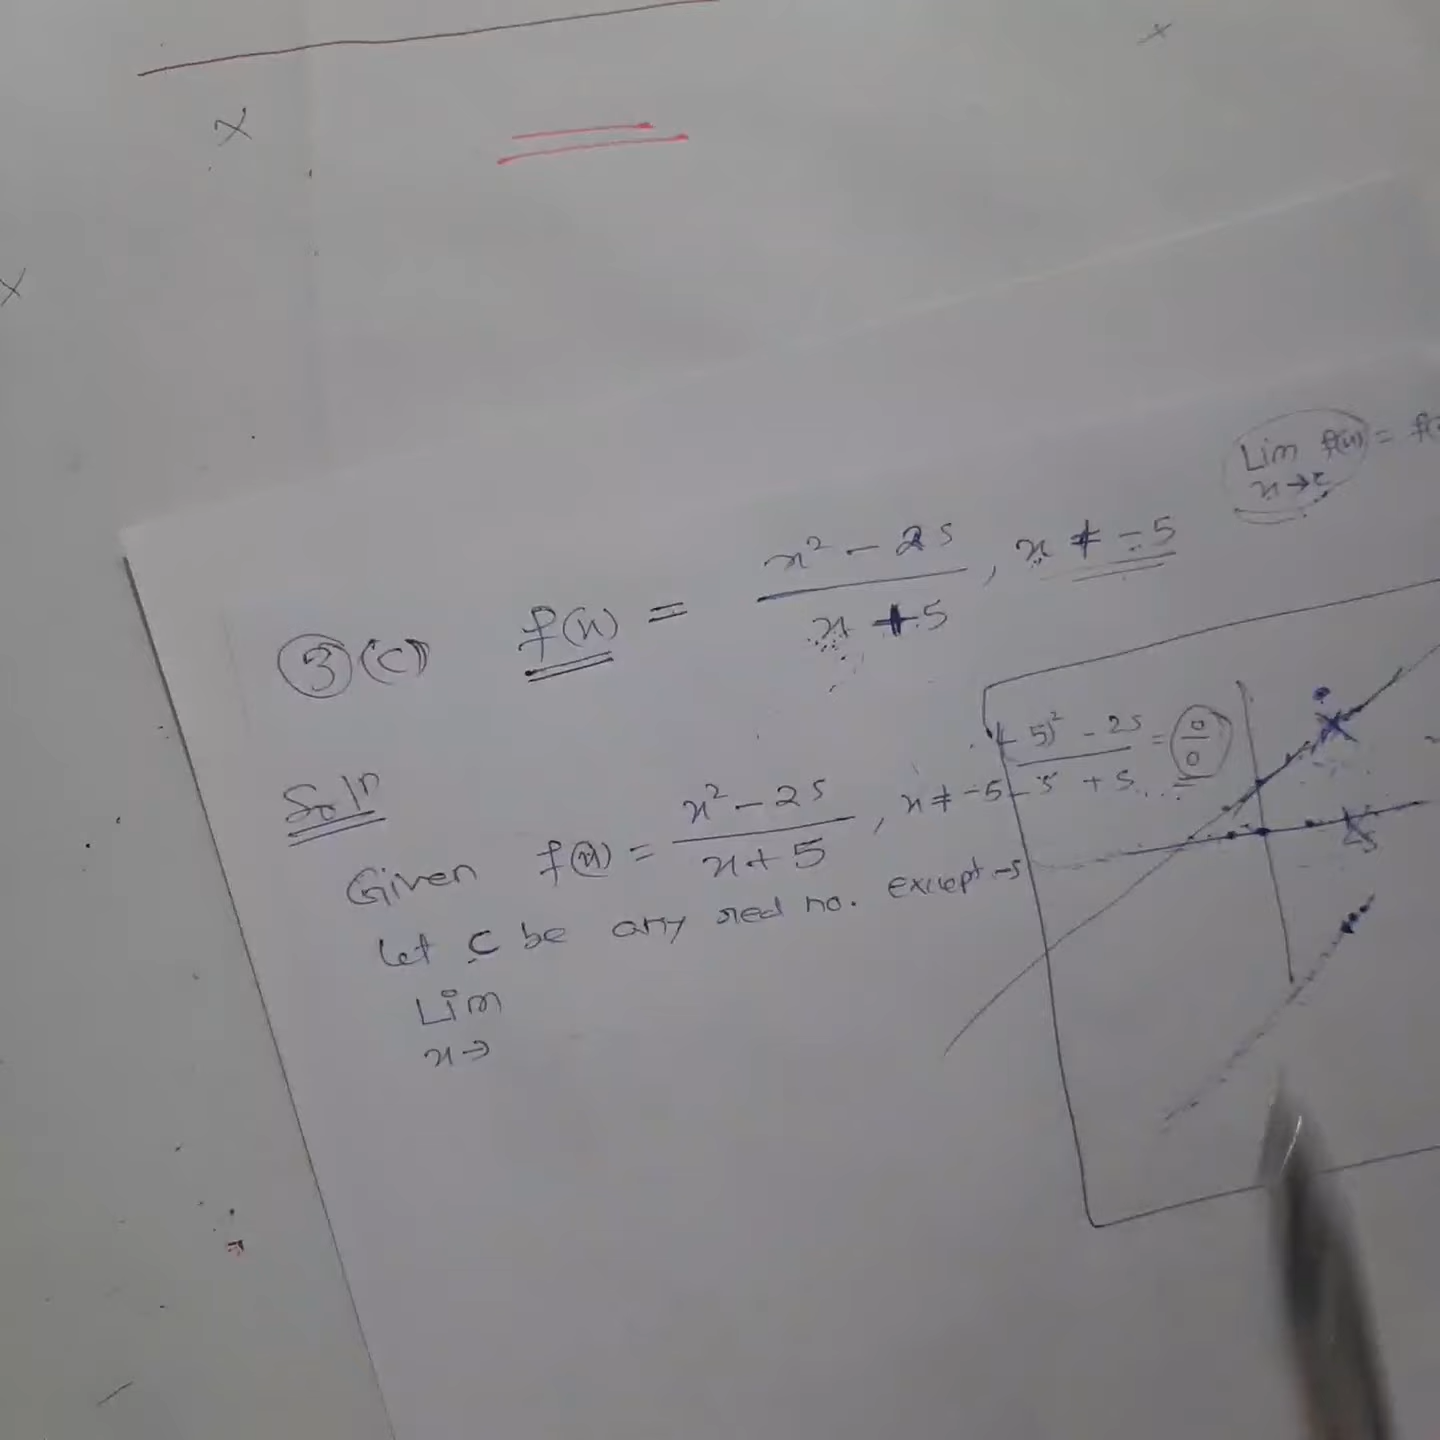 Lim f(x) = f(
x→c
③(c) f(x) = x² - 25 / x + 5, x ≠ -5
(-5)² - 25 / -5 + 5 = 0/0
Soln
Given f(x) = x² - 25 / x + 5, x ≠ -5
Let c be any real no. except -5
Lim
x→